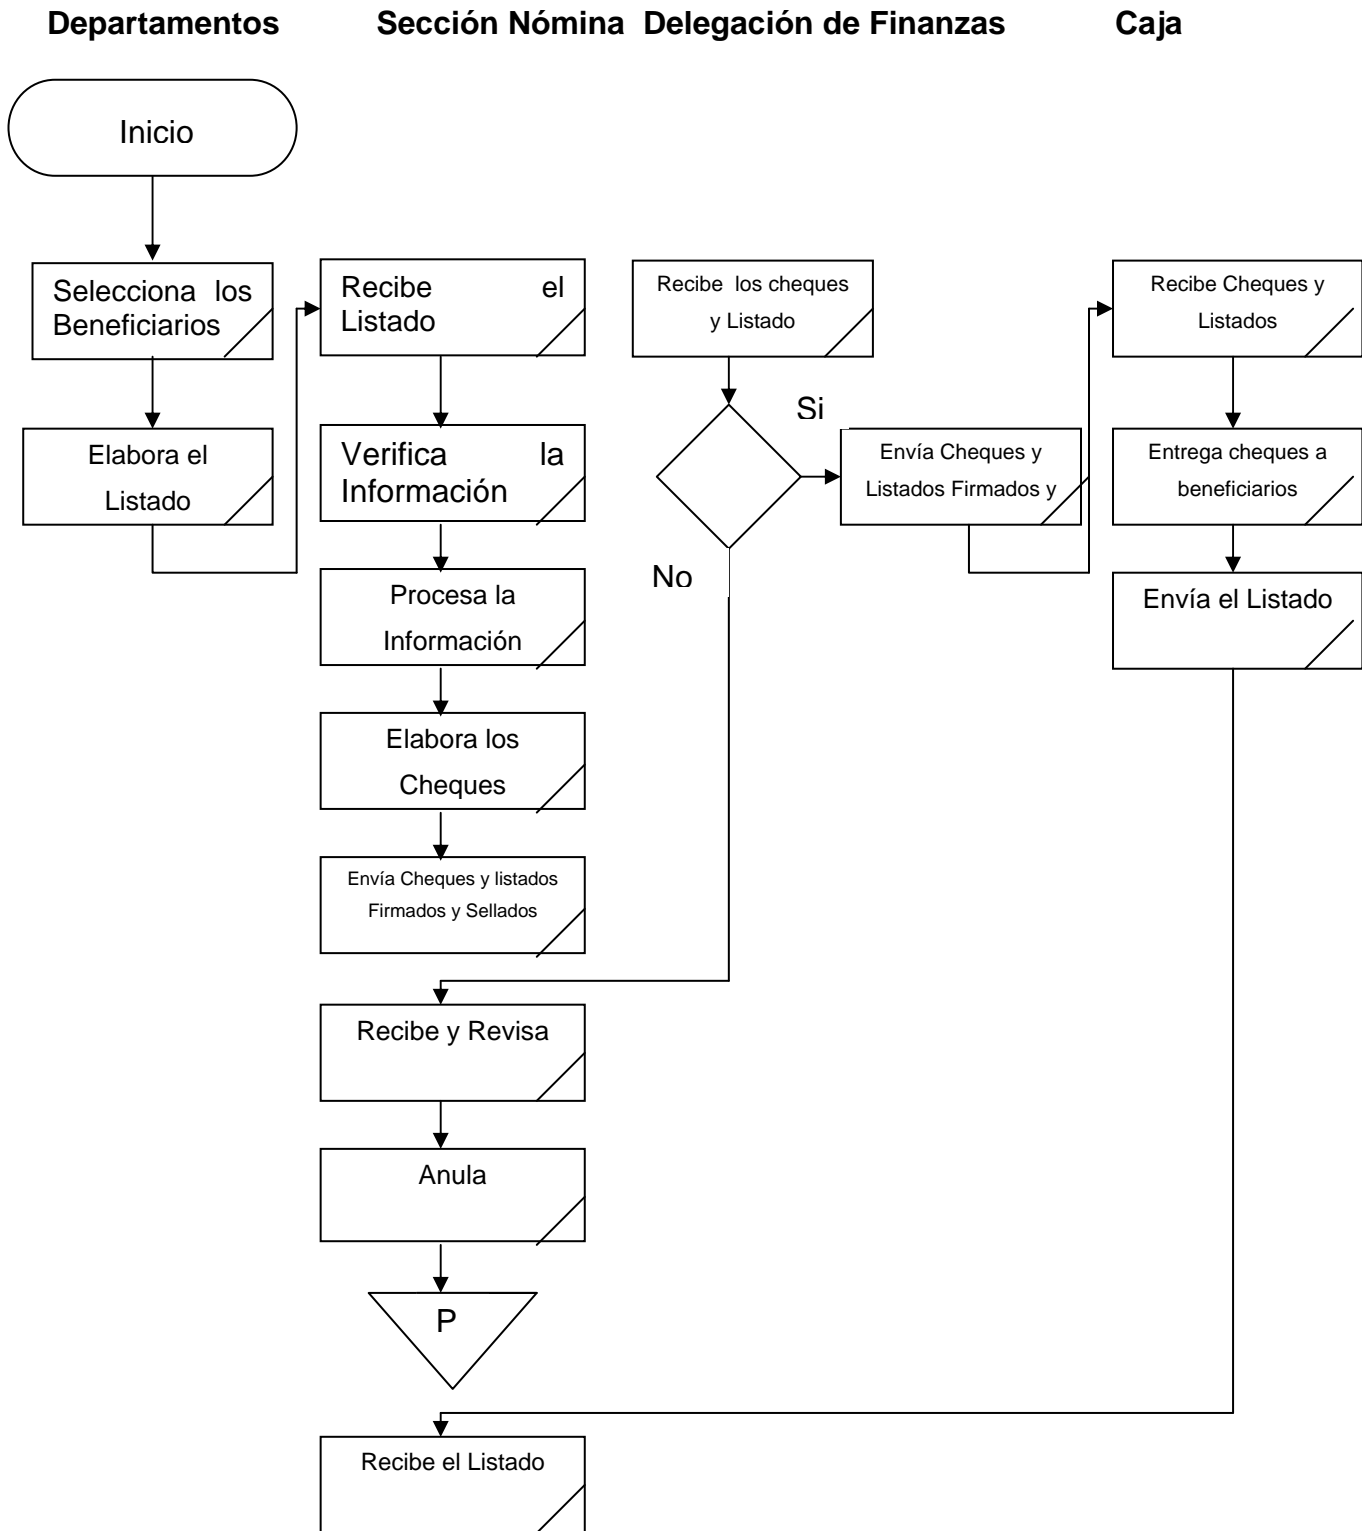 Departamentos Sección Nómina Delegación de Finanzas Caja
Inicio
Selecciona los
Beneficiarios
Elabora el
Listado
Recibe el
Listado
Verifica la
Información
Procesa la
Información
Elabora los
Cheques
Envía Cheques y listados
Firmados y Sellados
Recibe y Revisa
Anula
P
Recibe el Listado
Recibe los cheques
y Listado
Si
No
Envía Cheques y
Listados Firmados y
Recibe Cheques y
Listados
Entrega cheques a
beneficiarios
Envía el Listado